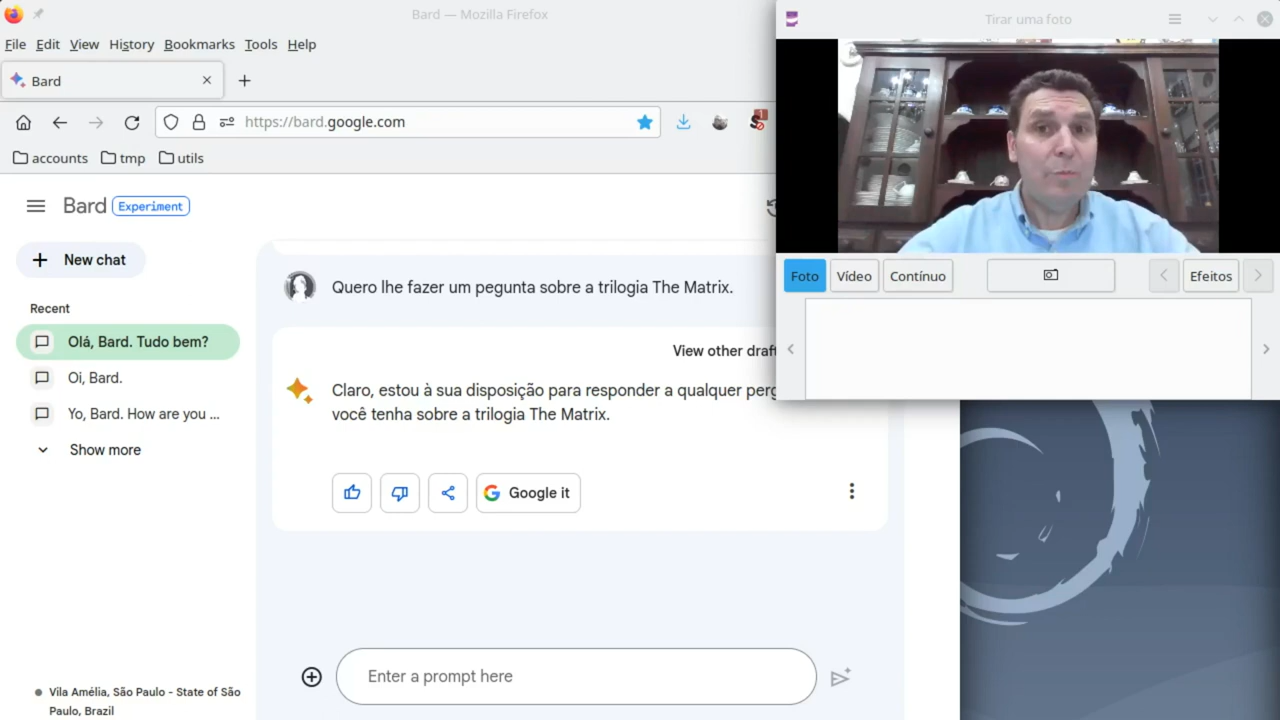 Bard — Mozilla Firefox
File Edit View History Bookmarks Tools Help
Bard
https://bard.google.com
accounts tmp utils
Bard Experiment
New chat
Recent
Olá, Bard. Tudo bem?
Oi, Bard.
Yo, Bard. How are you ...
Show more
Vila Amélia, São Paulo - State of São
Paulo, Brazil
Quero lhe fazer um pegunta sobre a trilogia The Matrix.
View other draft
Claro, estou à sua disposição para responder a qualquer perg
você tenha sobre a trilogia The Matrix.
Google it
Enter a prompt here
Tirar uma foto
Foto Vídeo Contínuo Efeitos
1